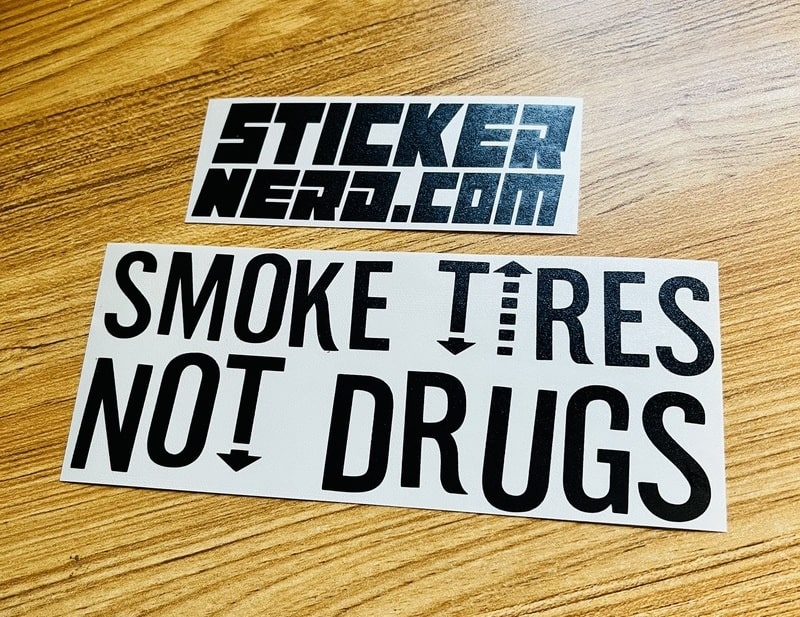 STICKER
NERD.COM
SMOKE TIRES
NOT DRUGS